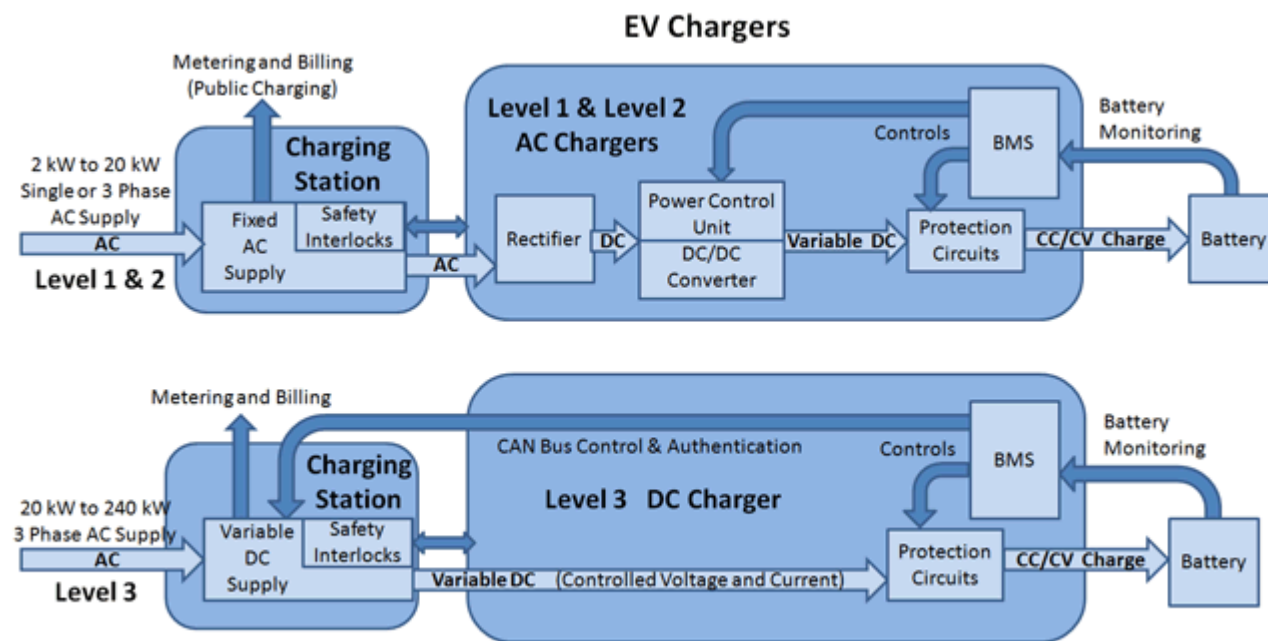 EV Chargers
Metering and Billing
(Public Charging)
Level 1 & Level 2
AC Chargers
Charging
Station
2 kW to 20 kW
Single or 3 Phase
AC Supply
AC
Level 1 & 2
Fixed
AC
Supply
Safety
Interlocks
AC
Rectifier
DC
Power Control
Unit
DC/DC
Converter
Variable DC
Controls
BMS
Protection
Circuits
Battery
Monitoring
CC/CV Charge
Battery
Metering and Billing
Charging
Station
20 kW to 240 kW
3 Phase AC Supply
AC
Level 3
Variable
DC
Supply
Safety
Interlocks
CAN Bus Control & Authentication
Level 3 DC Charger
Variable DC (Controlled Voltage and Current)
Controls
BMS
Protection
Circuits
Battery
Monitoring
CC/CV Charge
Battery